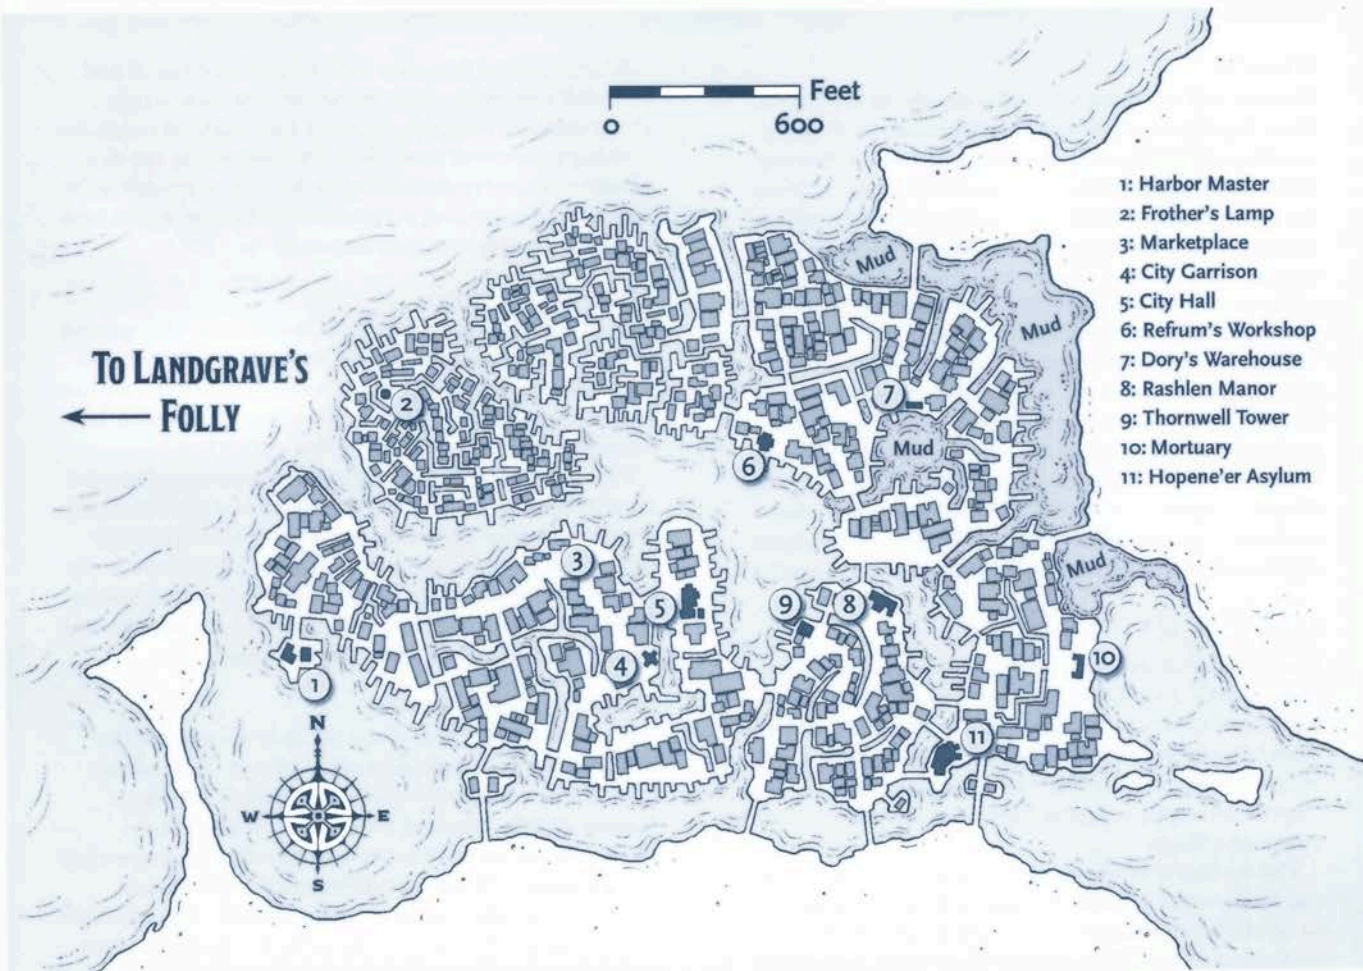 Feet
0 600
1: Harbor Master
2: Frother's Lamp
3: Marketplace
4: City Garrison
5: City Hall
6: Refrum's Workshop
7: Dory's Warehouse
8: Rashlen Manor
9: Thornwell Tower
10: Mortuary
11: Hopene'er Asylum
Mud
Mud
TO LANDGRAVE'S
FOLLY
2
7
Mud
6
3
Mud
5
9
8
4
10
1
11
N
W E
S